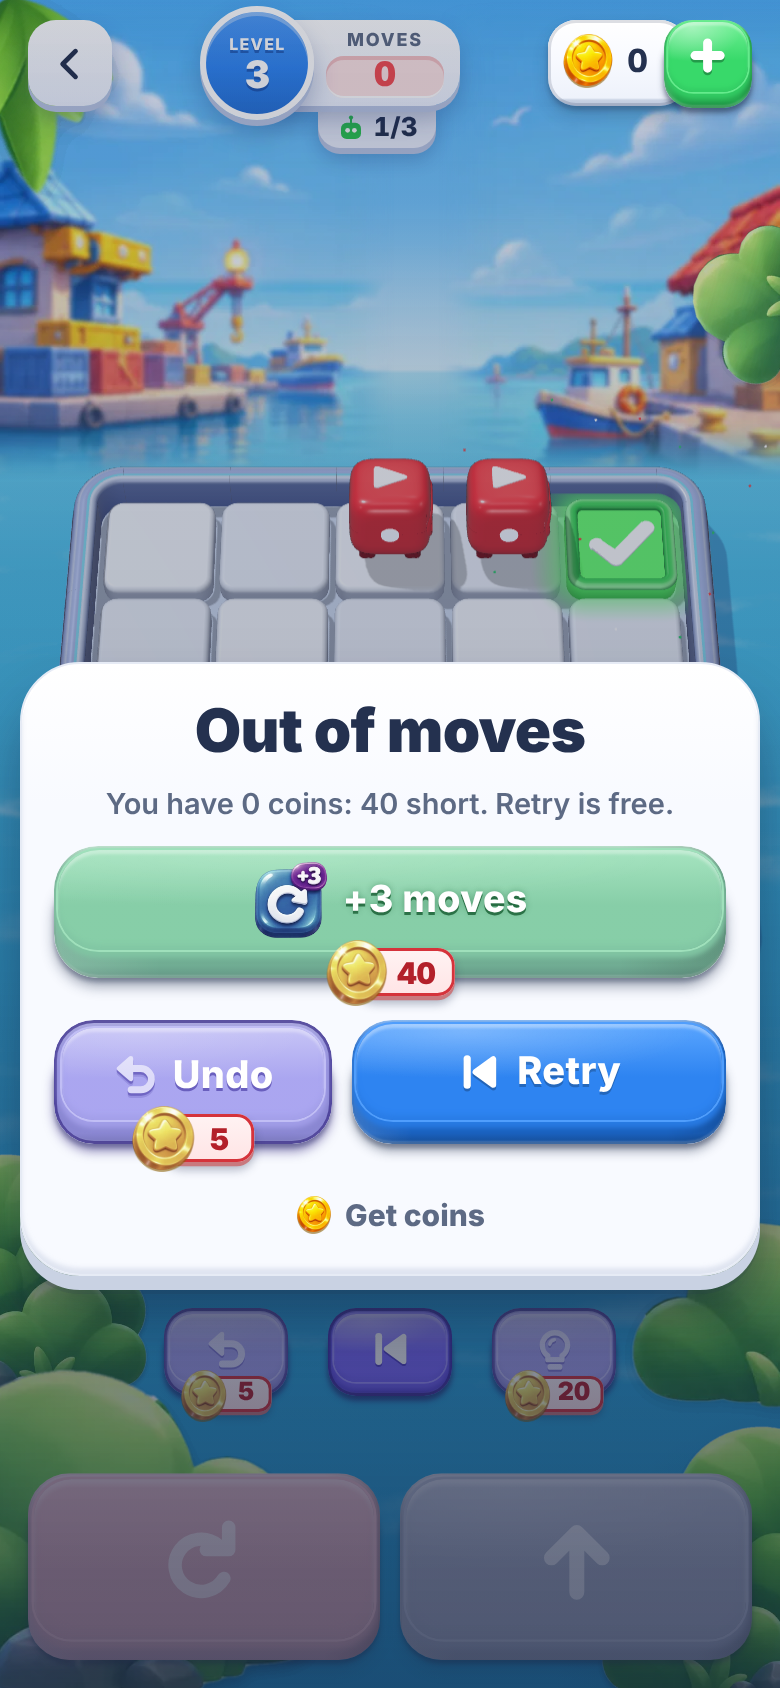 LEVEL
3
MOVES
0
1/3
0
Out of moves
You have 0 coins: 40 short. Retry is free.
+3
+3 moves
40
Undo
5
Retry
Get coins
5
20